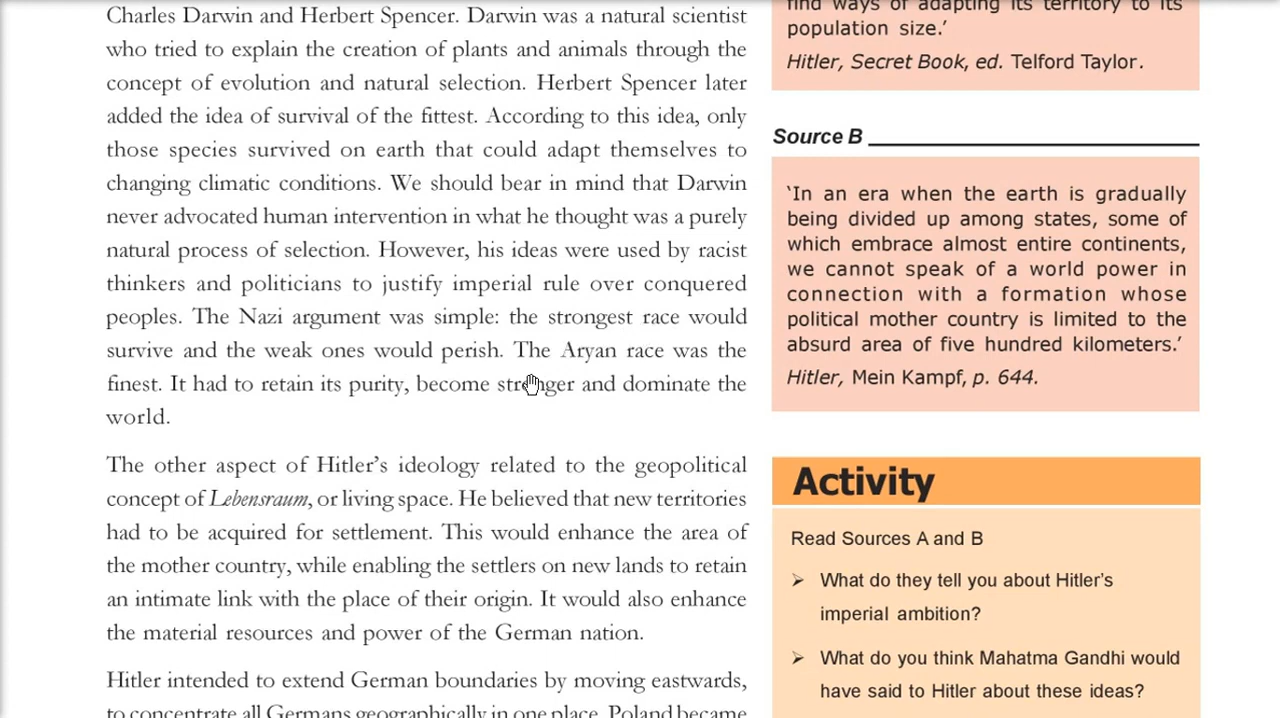 Charles Darwin and Herbert Spencer. Darwin was a natural scientist
who tried to explain the creation of plants and animals through the
concept of evolution and natural selection. Herbert Spencer later
added the idea of survival of the fittest. According to this idea, only
those species survived on earth that could adapt themselves to
changing climatic conditions. We should bear in mind that Darwin
never advocated human intervention in what he thought was a purely
natural process of selection. However, his ideas were used by racist
thinkers and politicians to justify imperial rule over conquered
peoples. The Nazi argument was simple: the strongest race would
survive and the weak ones would perish. The Aryan race was the
finest. It had to retain its purity, become stronger and dominate the
world.
The other aspect of Hitler’s ideology related to the geopolitical
concept of Lebensraum, or living space. He believed that new territories
had to be acquired for settlement. This would enhance the area of
the mother country, while enabling the settlers on new lands to retain
an intimate link with the place of their origin. It would also enhance
the material resources and power of the German nation.
Hitler intended to extend German boundaries by moving eastwards,
to concentrate all Germans geographically in one place. Poland became
find ways of adapting its territory to its
population size.’
Hitler, Secret Book, ed. Telford Taylor.
Source B
‘In an era when the earth is gradually
being divided up among states, some of
which embrace almost entire continents,
we cannot speak of a world power in
connection with a formation whose
political mother country is limited to the
absurd area of five hundred kilometers.’
Hitler, Mein Kampf, p. 644.
Activity
Read Sources A and B
➢ What do they tell you about Hitler’s
imperial ambition?
➢ What do you think Mahatma Gandhi would
have said to Hitler about these ideas?